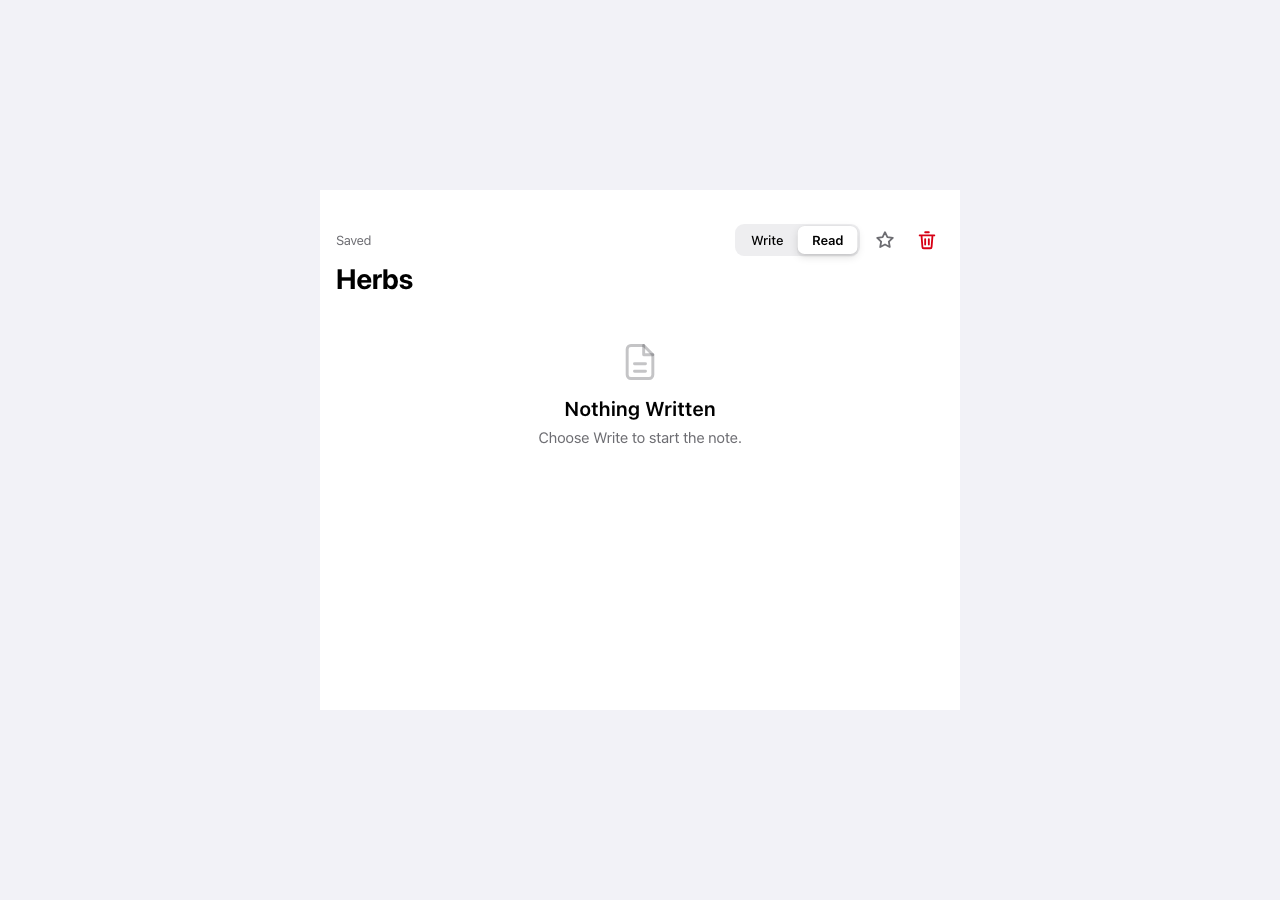 Saved
Write
Read
Herbs
Nothing Written
Choose Write to start the note.